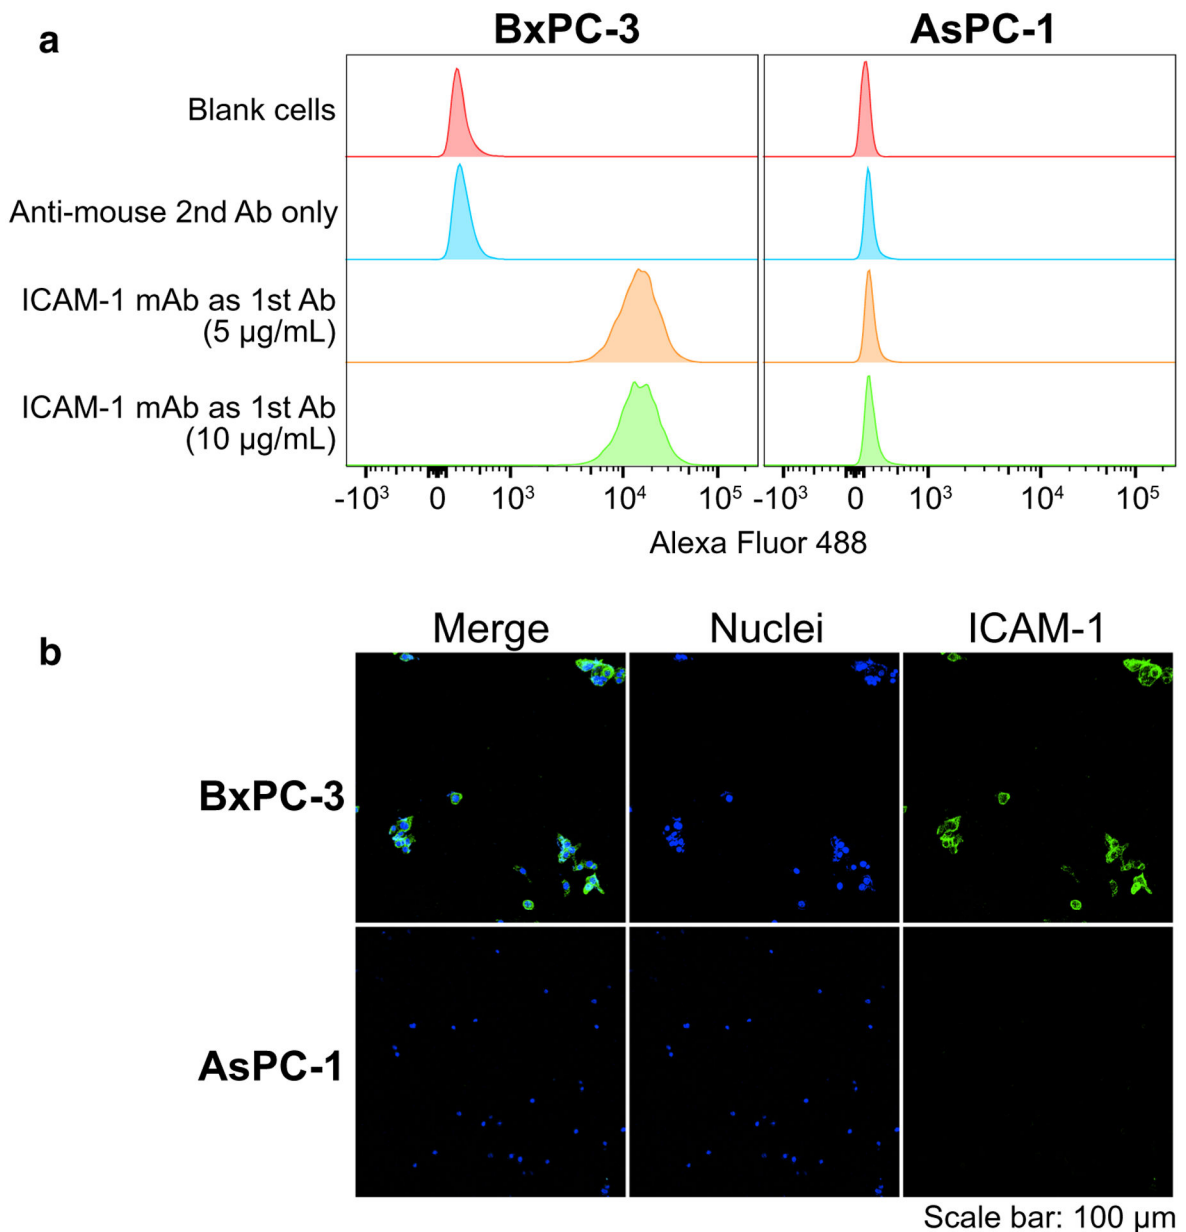 a
BxPC-3
AsPC-1
Blank cells
Anti-mouse 2nd Ab only
ICAM-1 mAb as 1st Ab
(5 µg/mL)
ICAM-1 mAb as 1st Ab
(10 µg/mL)
-10³ 0 10³ 10⁴ 10⁵
-10³ 0 10³ 10⁴ 10⁵
Alexa Fluor 488
b
Merge
Nuclei
ICAM-1
BxPC-3
AsPC-1
Scale bar: 100 µm